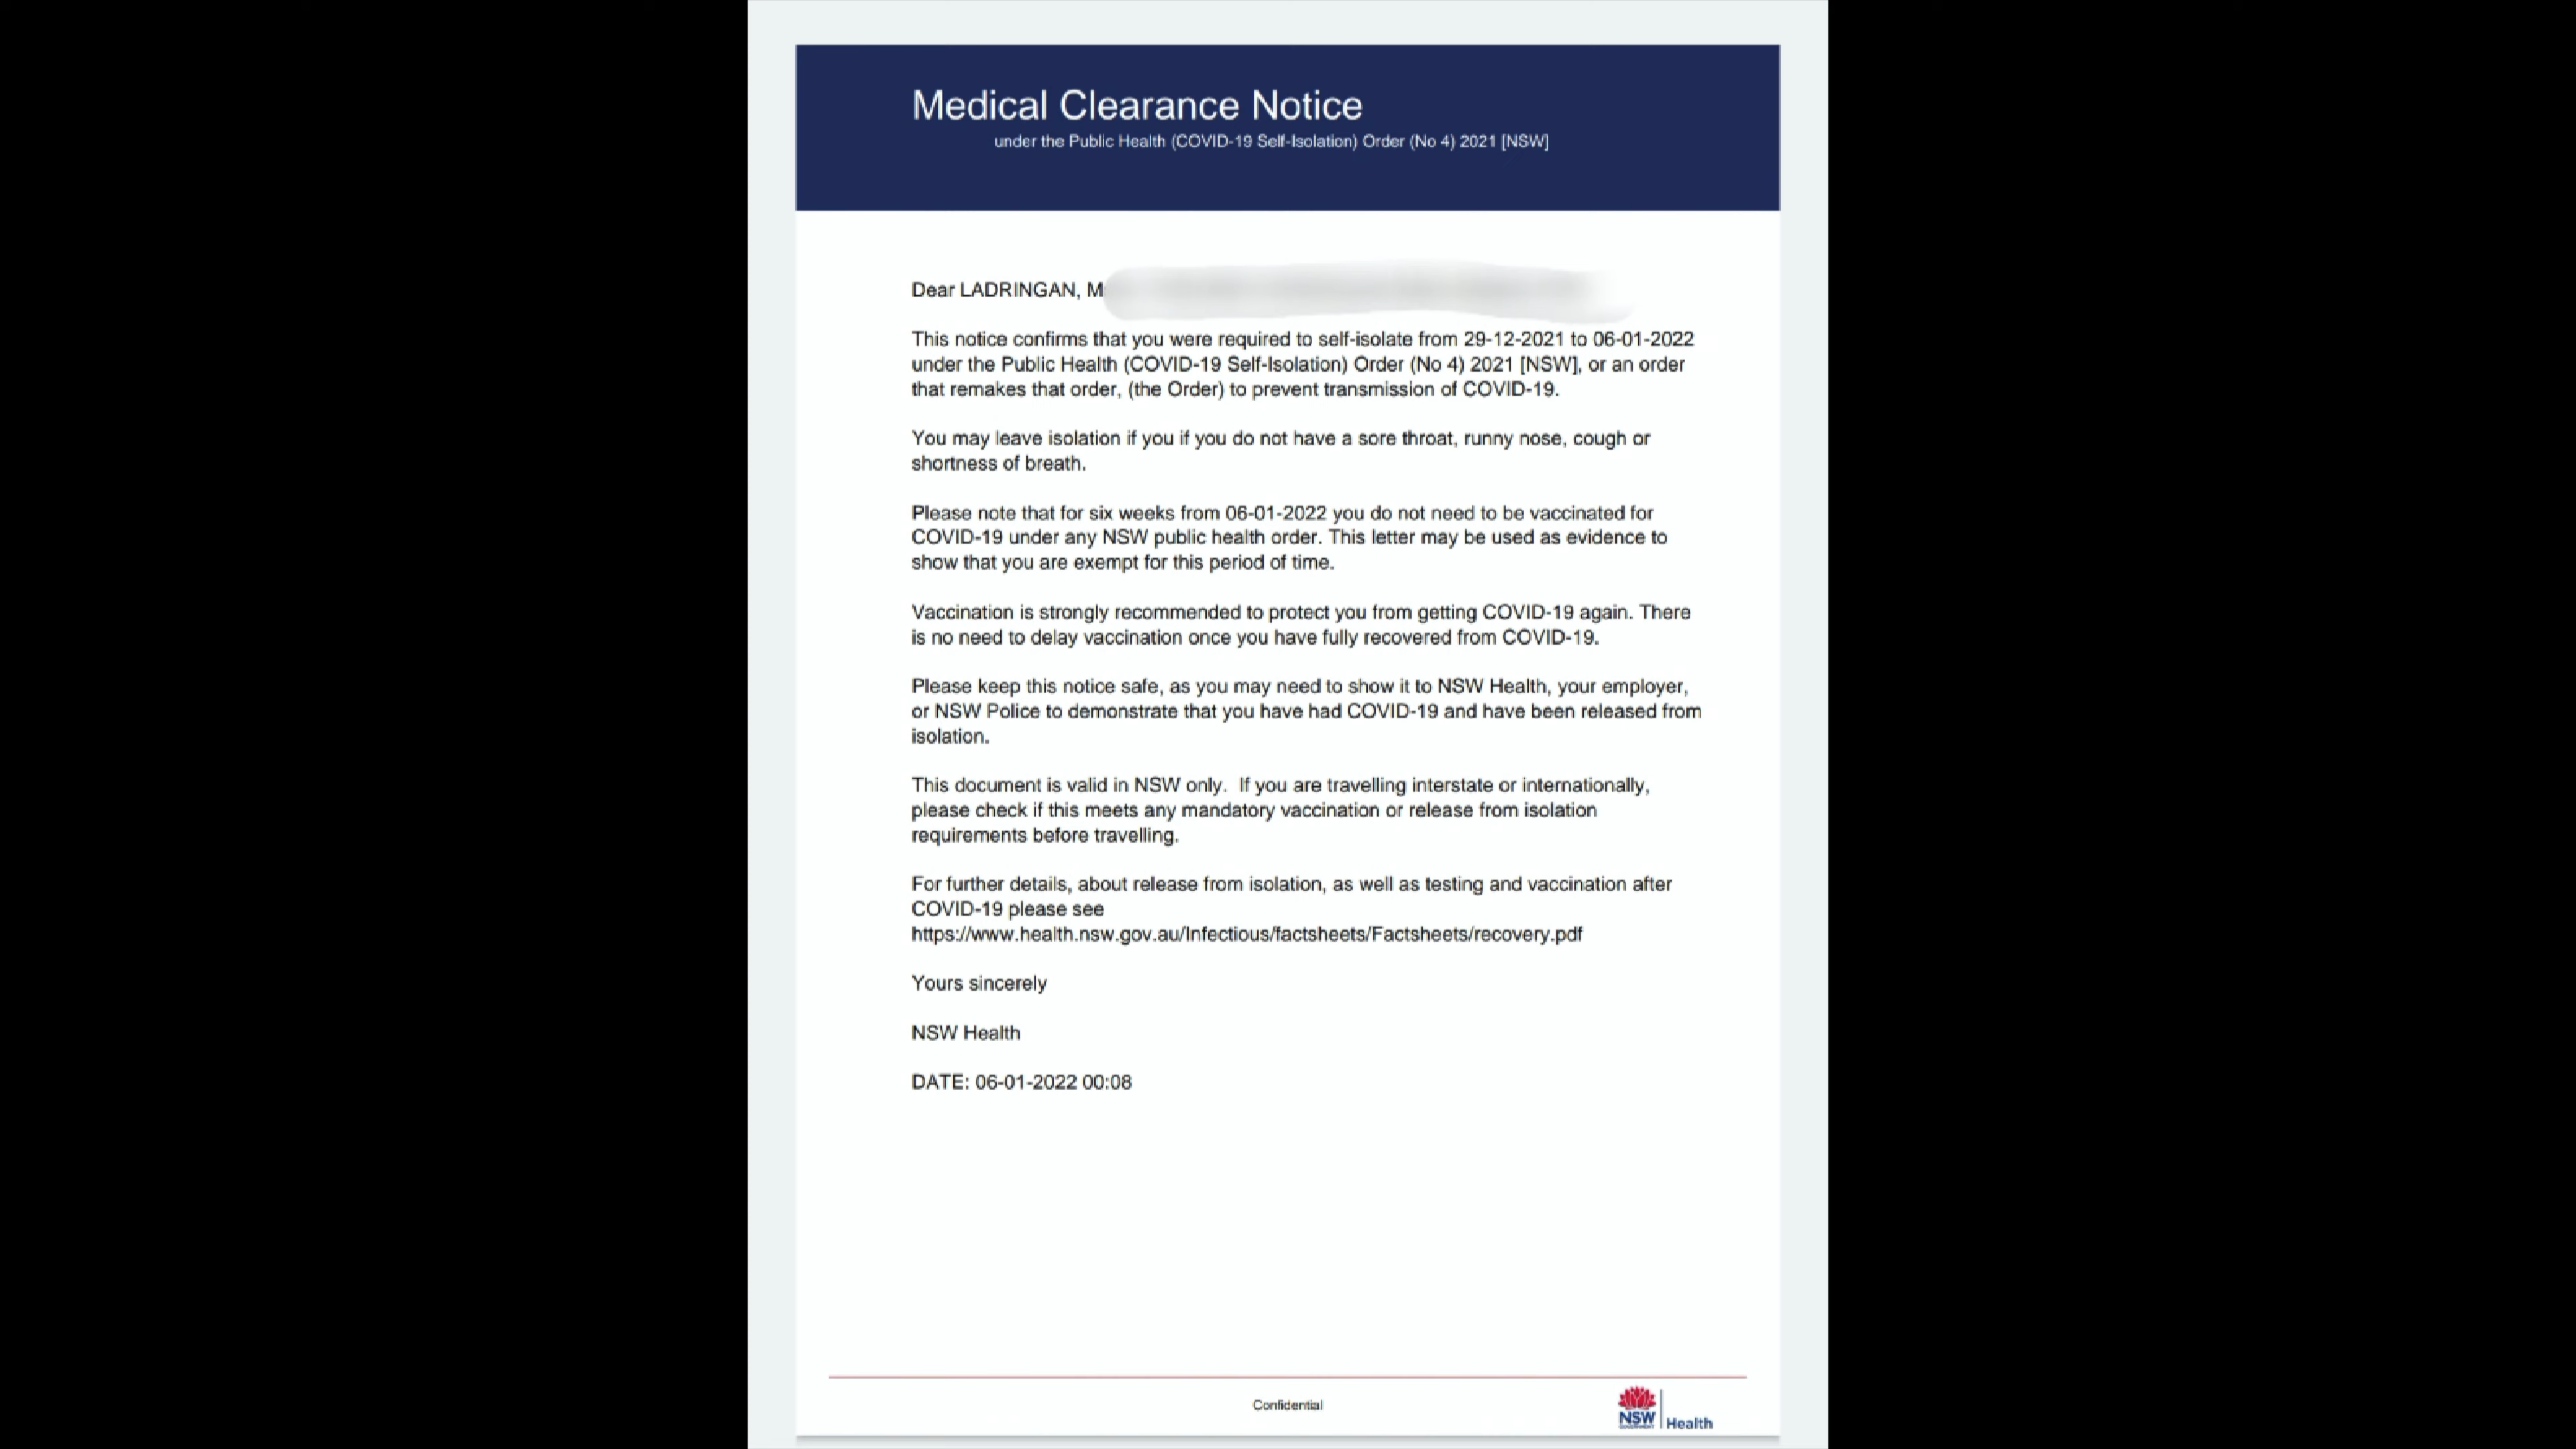 Medical Clearance Notice
under the Public Health (COVID-19 Self-Isolation) Order (No 4) 2021 [NSW]
Dear LADRINGAN, M
This notice confirms that you were required to self-isolate from 29-12-2021 to 06-01-2022
under the Public Health (COVID-19 Self-Isolation) Order (No 4) 2021 [NSW], or an order
that remakes that order, (the Order) to prevent transmission of COVID-19.
You may leave isolation if you if you do not have a sore throat, runny nose, cough or
shortness of breath.
Please note that for six weeks from 06-01-2022 you do not need to be vaccinated for
COVID-19 under any NSW public health order. This letter may be used as evidence to
show that you are exempt for this period of time.
Vaccination is strongly recommended to protect you from getting COVID-19 again. There
is no need to delay vaccination once you have fully recovered from COVID-19.
Please keep this notice safe, as you may need to show it to NSW Health, your employer,
or NSW Police to demonstrate that you have had COVID-19 and have been released from
isolation.
This document is valid in NSW only.  If you are travelling interstate or internationally,
please check if this meets any mandatory vaccination or release from isolation
requirements before travelling.
For further details, about release from isolation, as well as testing and vaccination after
COVID-19 please see
https://www.health.nsw.gov.au/Infectious/factsheets/Factsheets/recovery.pdf
Yours sincerely
NSW Health
DATE: 06-01-2022 00:08
Confidential
NSW Health